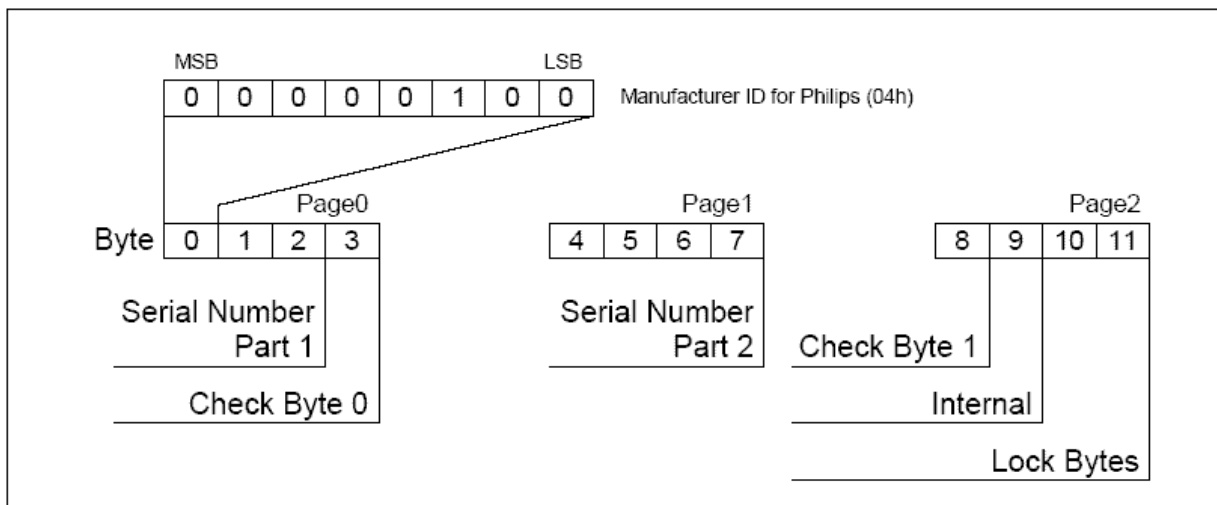 MSB LSB
0 0 0 0 0 1 0 0 Manufacturer ID for Philips (04h)
Page0 Page1 Page2
Byte 0 1 2 3 4 5 6 7 8 9 10 11
Serial Number
Part 1
Check Byte 0
Serial Number
Part 2
Check Byte 1
Internal
Lock Bytes